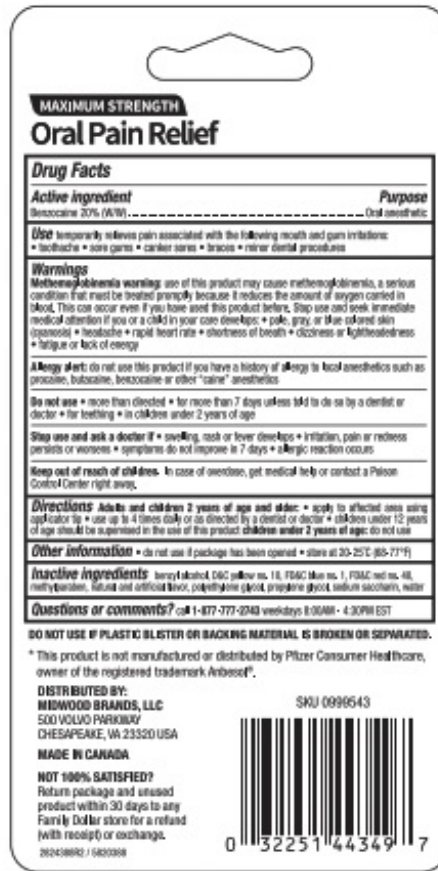 MAXIMUM STRENGTH
Oral Pain Relief
Drug Facts
Active ingredient Purpose
Benzocaine 20% (W/W) Oral anesthetic
Use temporarily relieves pain associated with the following mouth and gum irritations:
• toothache • sore gums • canker sores • braces • minor dental procedures
Warnings
Methemoglobinemia warning: use of this product may cause methemoglobinemia, a serious
condition that must be treated promptly because it reduces the amount of oxygen carried in
blood. This can occur even if you have used this product before. Stop use and seek immediate
medical attention if you or a child in your care develops: • pale, gray, or blue colored skin
(cyanosis) • headache • rapid heart rate • shortness of breath • dizziness or lightheadedness
• fatigue or lack of energy
Allergy alert: do not use this product if you have a history of allergy to local anesthetics such as
procaine, butacaine, benzocaine or other "caine" anesthetics
Do not use • more than directed • for more than 7 days unless told to do so by a dentist or
doctor • for teething • in children under 2 years of age
Stop use and ask a doctor if • swelling, rash or fever develops • irritation, pain or redness
persists or worsens • symptoms do not improve in 7 days • allergic reaction occurs
Keep out of reach of children. In case of overdose, get medical help or contact a Poison
Control Center right away.
Directions Adults and children 2 years of age and older: • apply to affected area using
applicator tip • use up to 4 times daily or as directed by a dentist or doctor • children under 12 years
of age should be supervised in the use of this product children under 2 years of age: do not use
Other information • do not use if package has been opened • store at 20-25°C (68-77°F)
Inactive ingredients benzyl alcohol, D&C yellow no. 10, FD&C blue no. 1, FD&C red no. 40,
methylparaben, natural and artificial flavor, polyethylene glycol, propylene glycol, sodium saccharin, water
Questions or comments? call 1-877-777-2743 weekdays 8:00AM - 4:30PM EST
DO NOT USE IF PLASTIC BLISTER OR BACKING MATERIAL IS BROKEN OR SEPARATED.
* This product is not manufactured or distributed by Pfizer Consumer Healthcare,
owner of the registered trademark Anbesol®.
DISTRIBUTED BY:
MIDWOOD BRANDS, LLC
500 VOLVO PARKWAY
CHESAPEAKE, VA 23320 USA
MADE IN CANADA
NOT 100% SATISFIED?
Return package and unused
product within 30 days to any
Family Dollar store for a refund
(with receipt) or exchange.
SKU 0999543
0 32251 44349 7